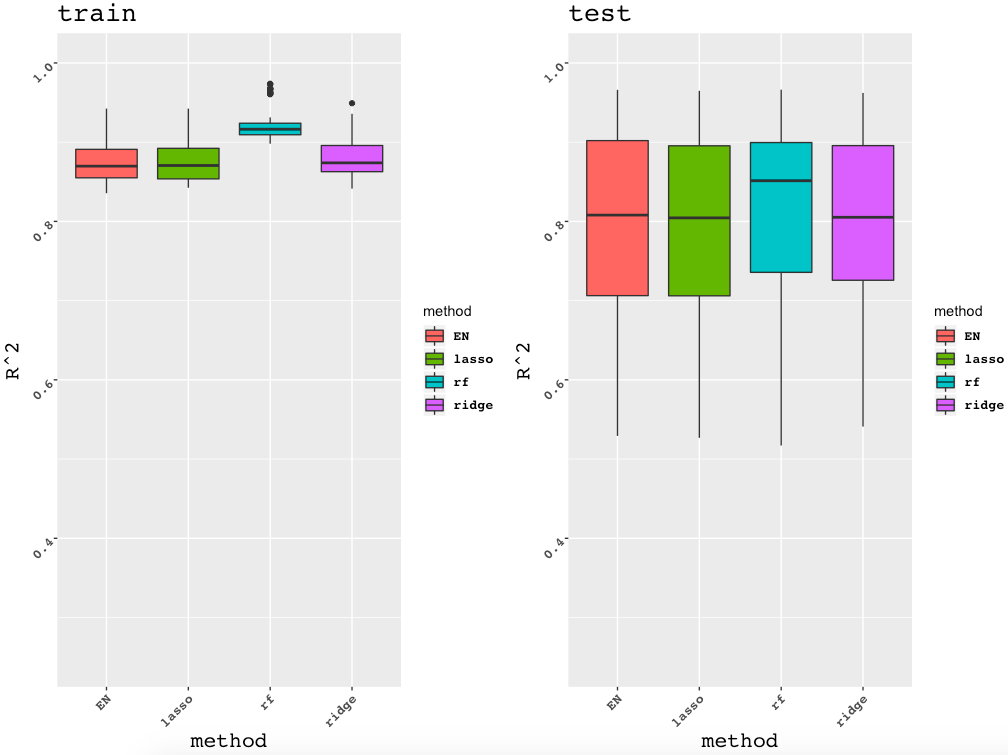 train
R^2
1.0
0.8
0.6
0.4
EN
lasso
rf
ridge
method
method
EN
lasso
rf
ridge
test
R^2
1.0
0.8
0.6
0.4
EN
lasso
rf
ridge
method
method
EN
lasso
rf
ridge